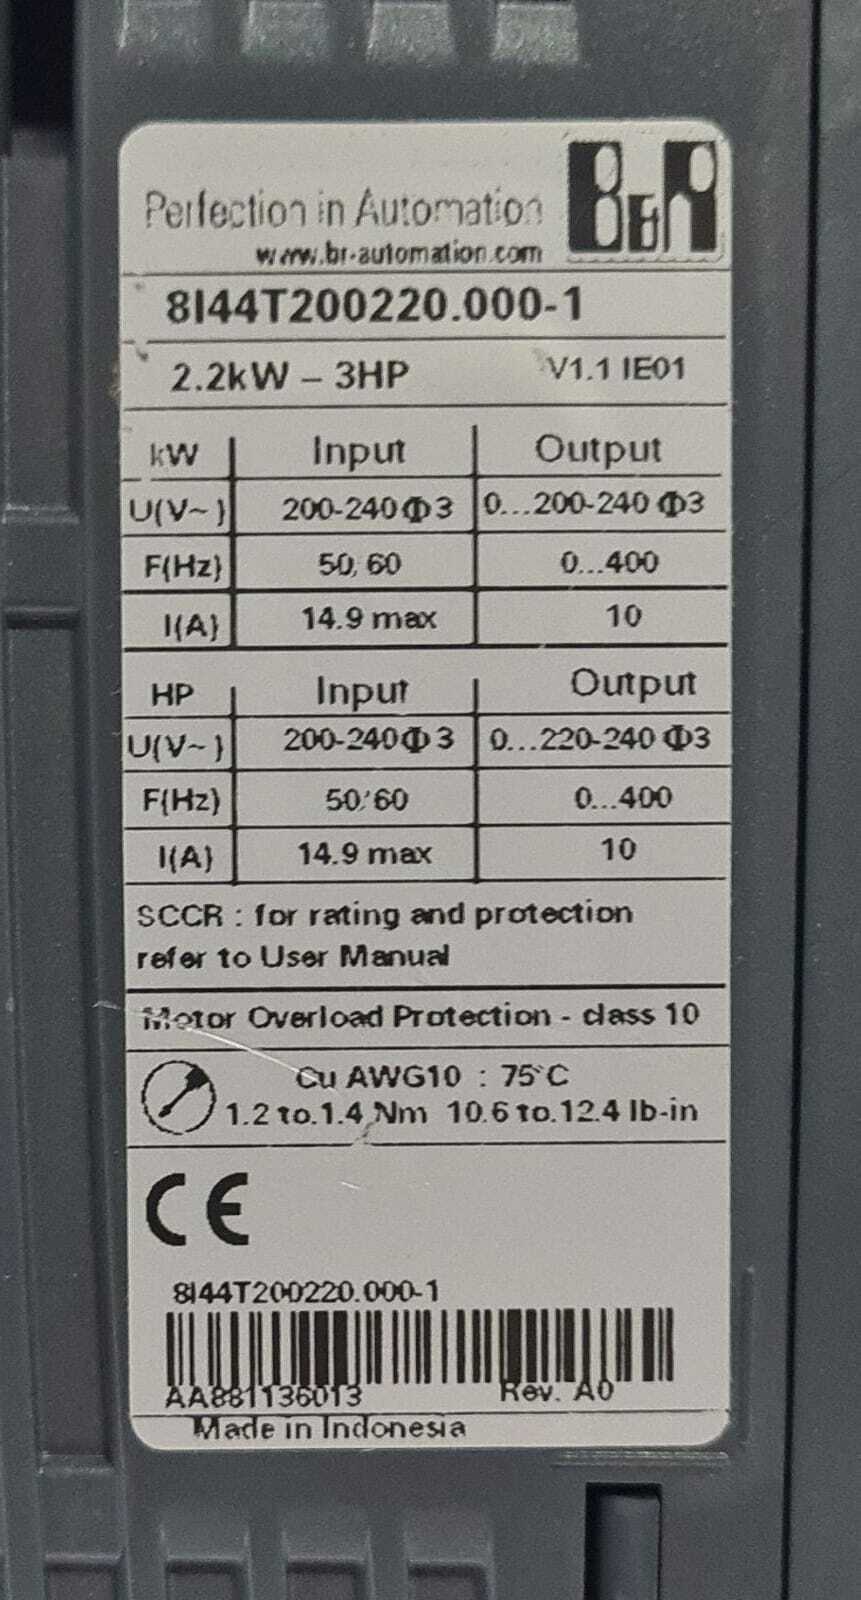 Perfection in Automation
B&R
www.br-automation.com
8I44T200220.000-1
2.2kW – 3HP V1.1 IE01
kW Input Output
U(V~) 200-240Φ3 0...200-240 Φ3
F(Hz) 50/60 0...400
I(A) 14.9 max 10
HP Input Output
U(V~) 200-240Φ3 0...220-240 Φ3
F(Hz) 50/60 0...400
I(A) 14.9 max 10
SCCR : for rating and protection
refer to User Manual
Motor Overload Protection - class 10
Cu AWG10 : 75°C
1.2 to.1.4 Nm 10.6 to.12.4 lb-in
CE
8I44T200220.000-1
AA881136013 Rev. A0
Made in Indonesia